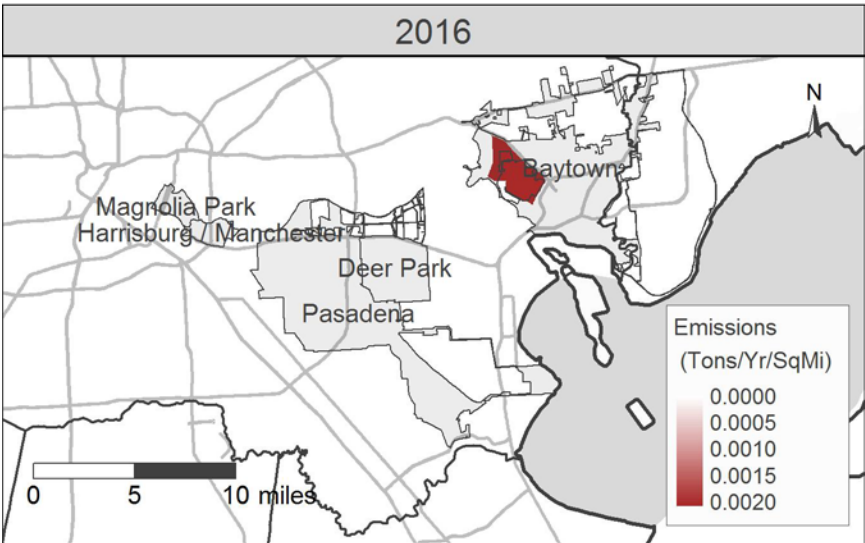 2016
N
Baytown
Magnolia Park
Harrisburg / Manchester
Deer Park
Pasadena
Emissions
(Tons/Yr/SqMi)
0.0000
0.0005
0.0010
0.0015
0.0020
0 5 10 miles